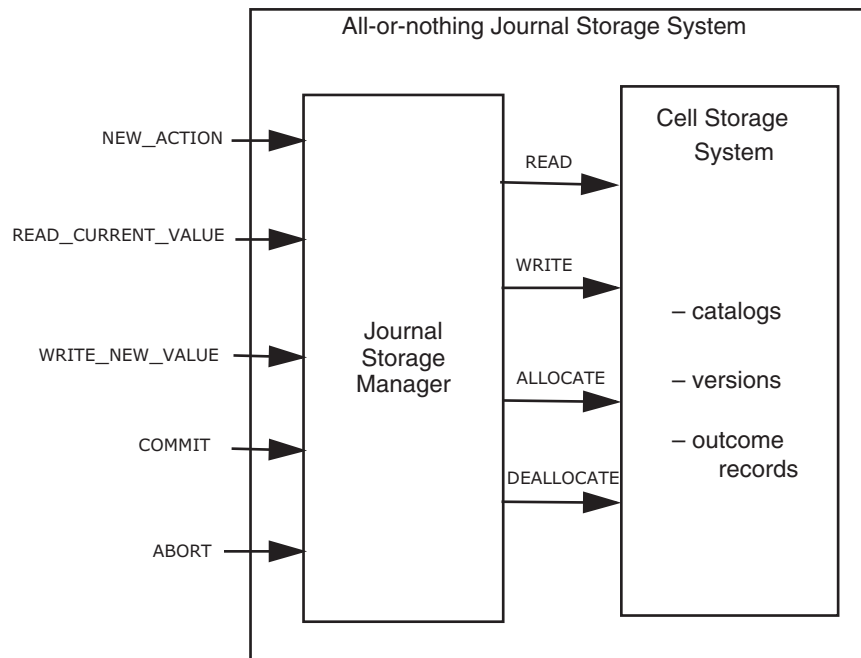 All-or-nothing Journal Storage System
NEW_ACTION
READ_CURRENT_VALUE
WRITE_NEW_VALUE
COMMIT
ABORT
Journal
Storage
Manager
READ
WRITE
ALLOCATE
DEALLOCATE
Cell Storage
System
– catalogs
– versions
– outcome
records